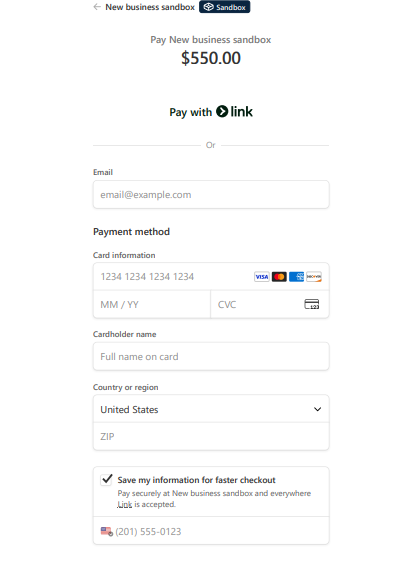 ← New business sandbox Sandbox
Pay New business sandbox
$550.00
Pay with link
Or
Email
email@example.com
Payment method
Card information
1234 1234 1234 1234 VISA
MM / YY CVC
Cardholder name
Full name on card
Country or region
United States
ZIP
Save my information for faster checkout
Pay securely at New business sandbox and everywhere
Link is accepted.
(201) 555-0123